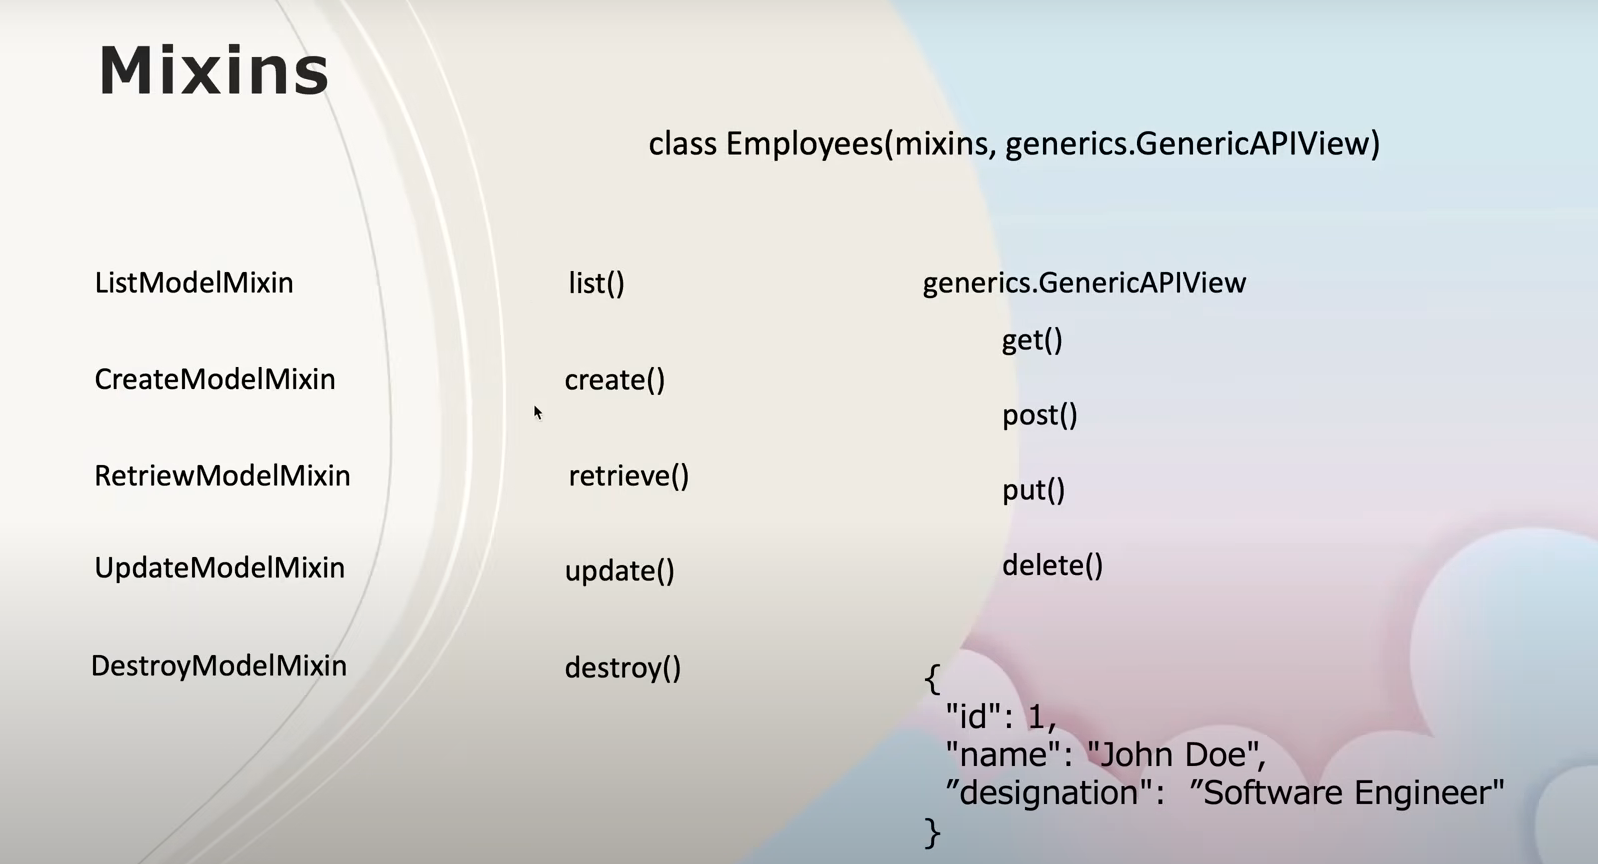 Mixins
class Employees(mixins, generics.GenericAPIView)
ListModelMixin
list()
generics.GenericAPIView
get()
CreateModelMixin
create()
post()
RetriewModelMixin
retrieve()
put()
UpdateModelMixin
update()
delete()
DestroyModelMixin
destroy()
{
"id": 1,
"name": "John Doe",
”designation": ”Software Engineer"
}